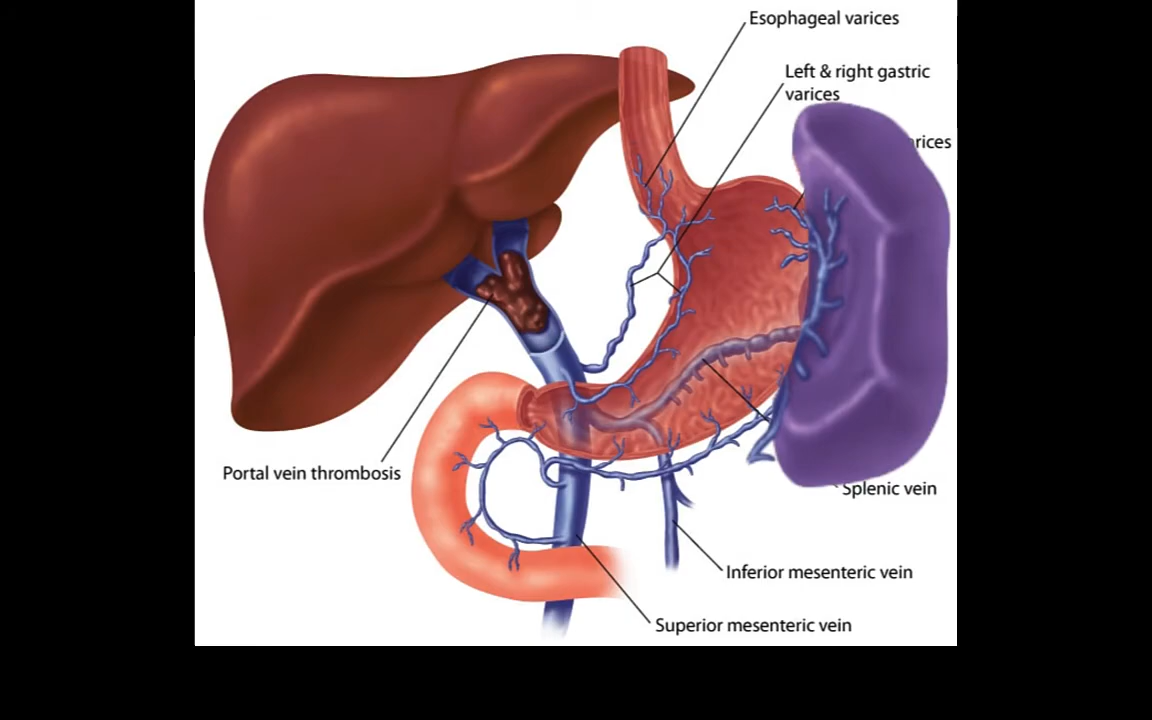 Esophageal varices
Left & right gastric
varices
rices
Portal vein thrombosis
Splenic vein
Inferior mesenteric vein
Superior mesenteric vein